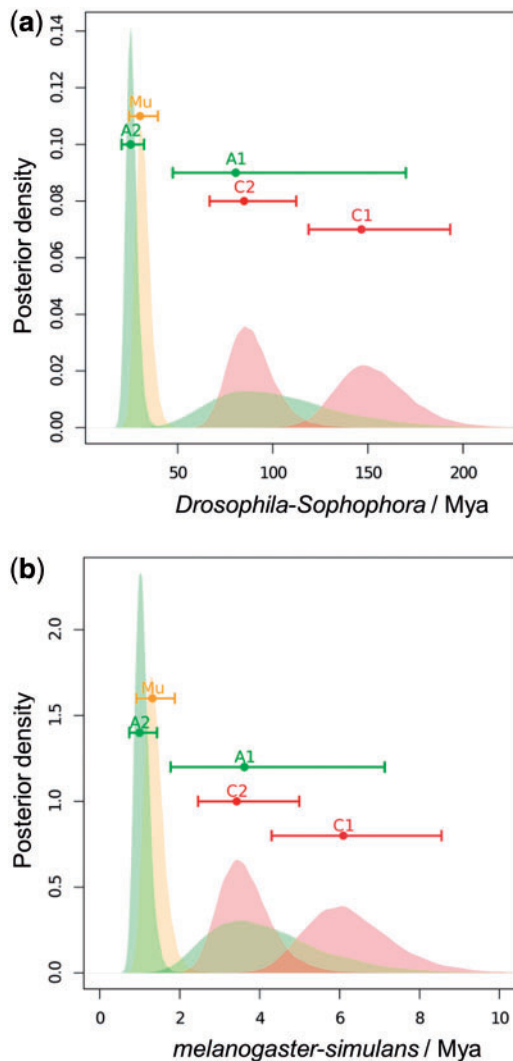 (a)
Posterior density
0.14
0.12
0.10
0.08
0.06
0.04
0.02
0.00
Mu
A2
A1
C2
C1
50 100 150 200
Drosophila-Sophophora / Mya
(b)
Posterior density
2.0
1.5
1.0
0.5
0.0
Mu
A2
A1
C2
C1
0 2 4 6 8 10
melanogaster-simulans / Mya